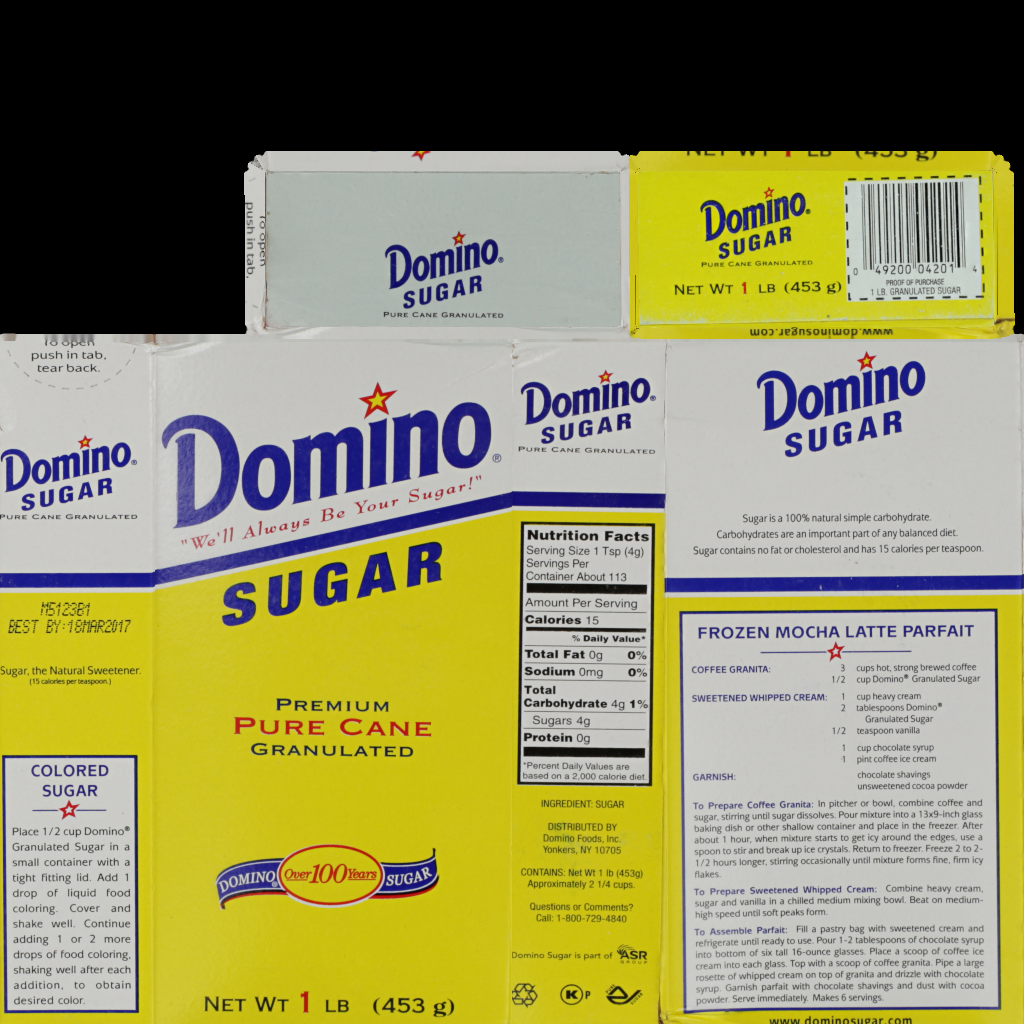 To open
push in tab,
NET WT 1 LB (453 g)
Domino®
SUGAR
PURE CANE GRANULATED
Domino®
SUGAR
PURE CANE GRANULATED
NET WT 1 LB (453 g)
0 49200 04201 4
PROOF OF PURCHASE
1 LB. GRANULATED SUGAR
www.dominosugar.com
To open
push in tab,
tear back.
Domino®
SUGAR
PURE CANE GRANULATED
M5123B1
BEST BY:18MAR2017
Sugar, the Natural Sweetener.
(15 calories per teaspoon.)
COLORED
SUGAR
Place 1/2 cup Domino®
Granulated Sugar in a
small container with a
tight fitting lid. Add 1
drop of liquid food
coloring. Cover and
shake well. Continue
adding 1 or 2 more
drops of food coloring,
shaking well after each
addition, to obtain
desired color.
Domino®
"We'll Always Be Your Sugar!"
SUGAR
PREMIUM
PURE CANE
GRANULATED
DOMINO® Over 100 Years SUGAR
NET WT 1 LB (453 g)
Domino®
SUGAR
PURE CANE GRANULATED
Nutrition Facts
Serving Size 1 Tsp (4g)
Servings Per
Container About 113
Amount Per Serving
Calories 15
% Daily Value*
Total Fat 0g 0%
Sodium 0mg 0%
Total
Carbohydrate 4g 1%
Sugars 4g
Protein 0g
*Percent Daily Values are
based on a 2,000 calorie diet.
INGREDIENT: SUGAR
DISTRIBUTED BY
Domino Foods, Inc.
Yonkers, NY 10705
CONTAINS: Net Wt 1 lb (453g)
Approximately 2 1/4 cups.
Questions or Comments?
Call: 1-800-729-4840
Domino Sugar is part of ASR
GROUP
K P
Domino
SUGAR
Sugar is a 100% natural simple carbohydrate.
Carbohydrates are an important part of any balanced diet.
Sugar contains no fat or cholesterol and has 15 calories per teaspoon.
FROZEN MOCHA LATTE PARFAIT
COFFEE GRANITA: 3 cups hot, strong brewed coffee
1/2 cup Domino® Granulated Sugar
SWEETENED WHIPPED CREAM: 1 cup heavy cream
2 tablespoons Domino®
Granulated Sugar
1/2 teaspoon vanilla
1 cup chocolate syrup
1 pint coffee ice cream
GARNISH: chocolate shavings
unsweetened cocoa powder
To Prepare Coffee Granita: In pitcher or bowl, combine coffee and
sugar, stirring until sugar dissolves. Pour mixture into a 13x9-inch glass
baking dish or other shallow container and place in the freezer. After
about 1 hour, when mixture starts to get icy around the edges, use a
spoon to stir and break up ice crystals. Return to freezer. Freeze 2 to 2-
1/2 hours longer, stirring occasionally until mixture forms fine, firm icy
flakes.
To Prepare Sweetened Whipped Cream: Combine heavy cream,
sugar and vanilla in a chilled medium mixing bowl. Beat on medium-
high speed until soft peaks form.
To Assemble Parfait: Fill a pastry bag with sweetened cream and
refrigerate until ready to use. Pour 1-2 tablespoons of chocolate syrup
into bottom of six tall 16-ounce glasses. Place a scoop of coffee ice
cream into each glass. Top with a scoop of coffee granita. Pipe a large
rosette of whipped cream on top of granita and drizzle with chocolate
syrup. Garnish parfait with chocolate shavings and dust with cocoa
powder. Serve immediately. Makes 6 servings.
www.dominosugar.com